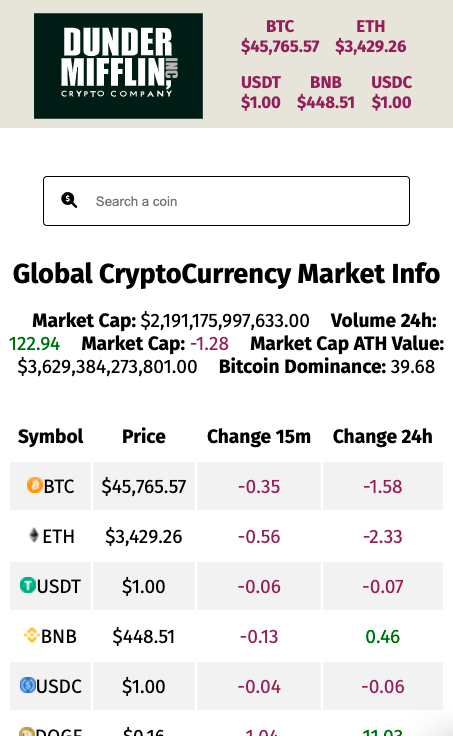 DUNDER
MIFFLIN, INC
CRYPTO COMPANY
BTC ETH
$45,765.57 $3,429.26
USDT BNB USDC
$1.00 $448.51 $1.00
Search a coin
Global CryptoCurrency Market Info
Market Cap: $2,191,175,997,633.00 Volume 24h:
122.94 Market Cap: -1.28 Market Cap ATH Value:
$3,629,384,273,801.00 Bitcoin Dominance: 39.68
Symbol Price Change 15m Change 24h
BTC $45,765.57 -0.35 -1.58
ETH $3,429.26 -0.56 -2.33
USDT $1.00 -0.06 -0.07
BNB $448.51 -0.13 0.46
USDC $1.00 -0.04 -0.06
DOGE $0.16 -1.04 11.03